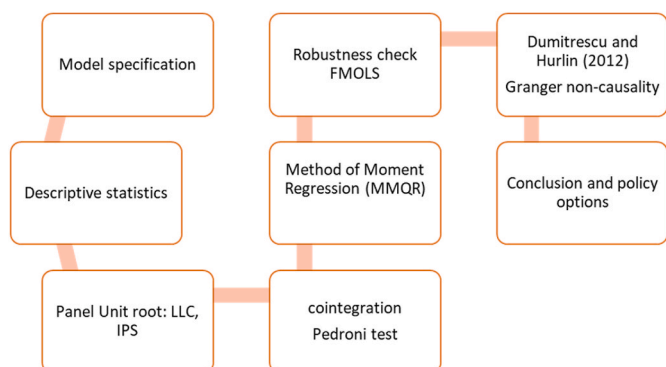 Model specification
Descriptive statistics
Panel Unit root: LLC,
IPS
cointegration
Pedroni test
Method of Moment
Regression (MMQR)
Robustness check
FMOLS
Dumitrescu and
Hurlin (2012)
Granger non-causality
Conclusion and policy
options